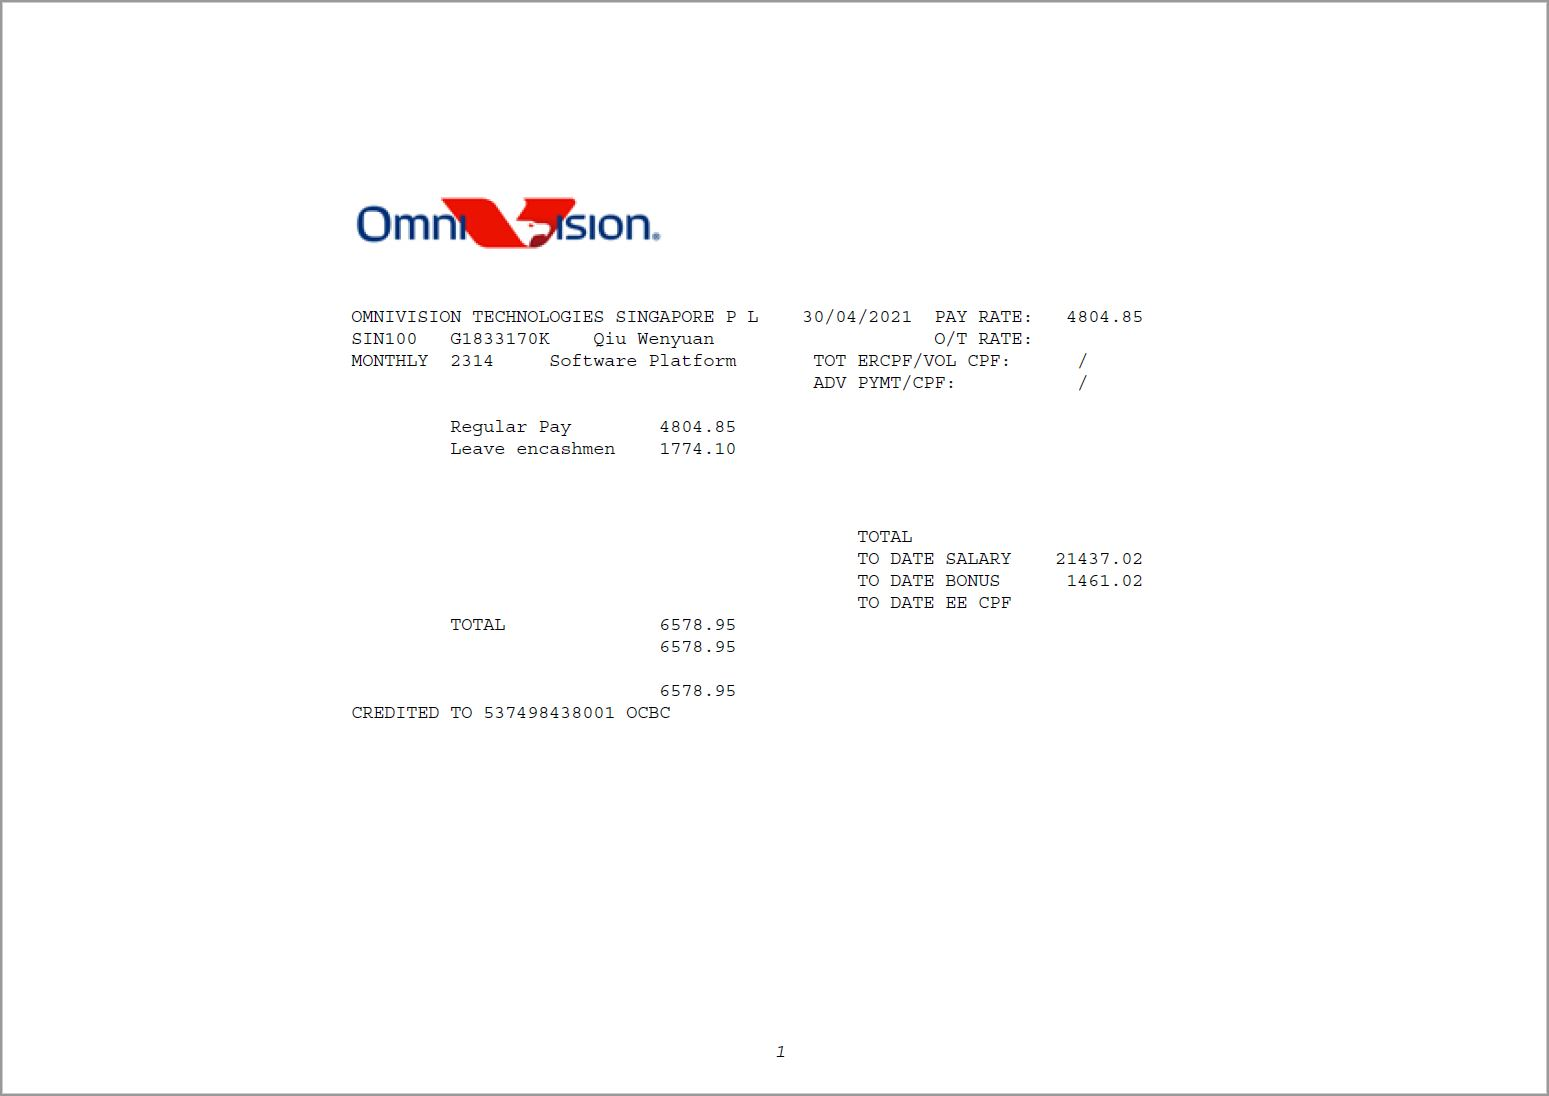 OmniVision®
OMNIVISION TECHNOLOGIES SINGAPORE P L    30/04/2021  PAY RATE:   4804.85
SIN100   G1833170K    Qiu Wenyuan                    O/T RATE:
MONTHLY  2314     Software Platform       TOT ERCPF/VOL CPF:      /
ADV PYMT/CPF:           /
Regular Pay        4804.85
Leave encashmen    1774.10
TOTAL
TO DATE SALARY    21437.02
TO DATE BONUS      1461.02
TO DATE EE CPF
TOTAL              6578.95
6578.95
6578.95
CREDITED TO 537498438001 OCBC
1